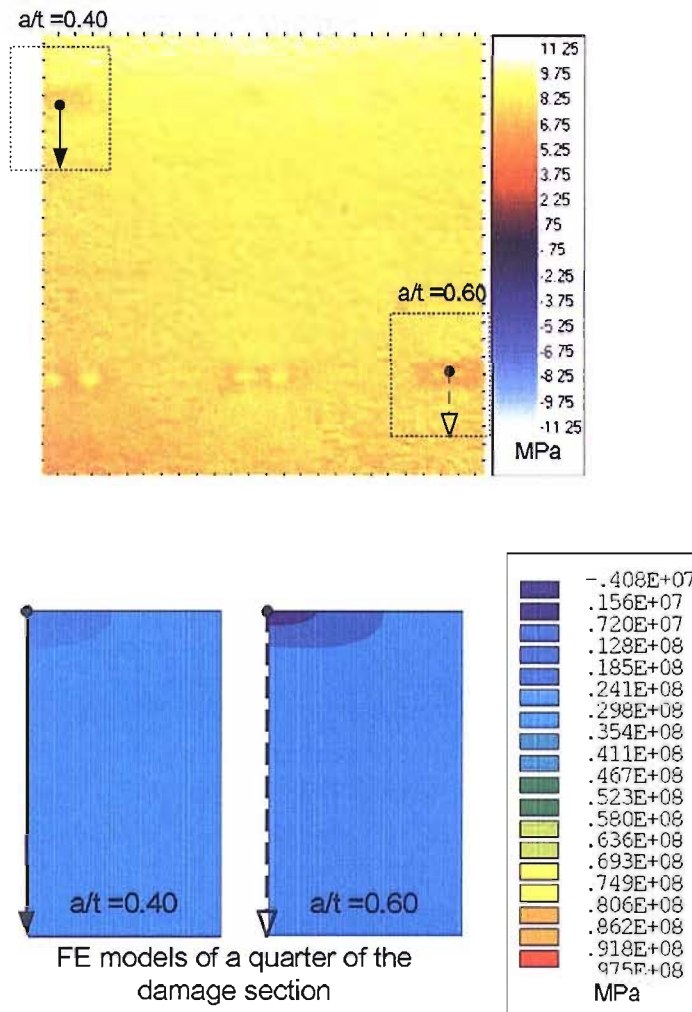 a/t =0.40
11 25
9.75
8.25
6.75
5.25
3.75
2 25
.75
- .75
-2.25
-3.75
-5 25
-6 75
-8 25
-9 75
-11 25
MPa
a/t =0.60
a/t =0.40
a/t =0.60
FE models of a quarter of the
damage section
-.408E+07
.156E+07
.720E+07
.128E+08
.185E+08
.241E+08
.298E+08
.354E+08
.411E+08
.467E+08
.523E+08
.580E+08
.636E+08
.693E+08
.749E+08
.806E+08
.862E+08
.918E+08
975E+08
MPa